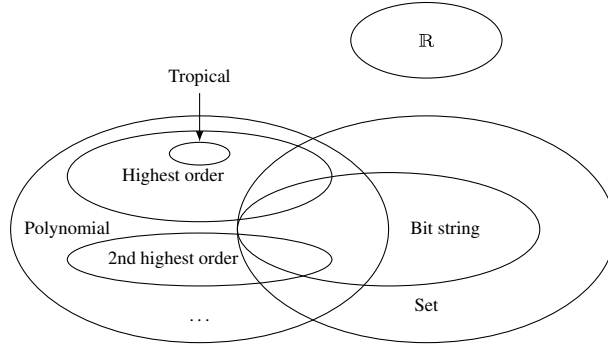 ℝ
Tropical
Highest order
Polynomial
Bit string
2nd highest order
Set
...